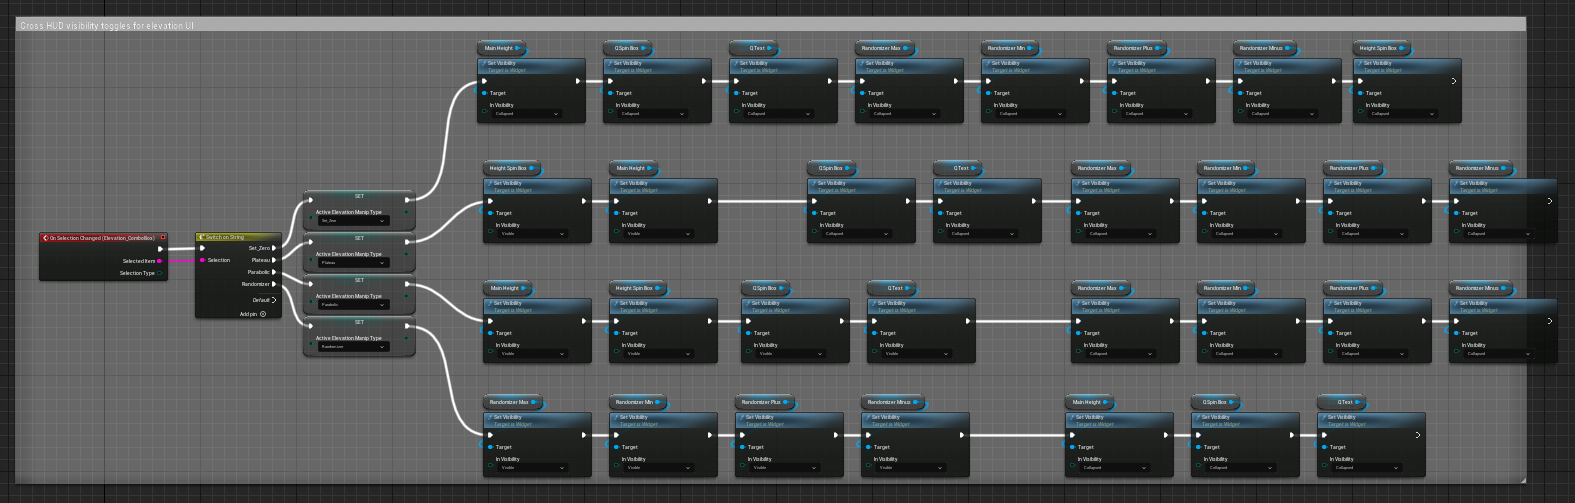 Gross HUD visibility toggles for elevation UI
Main Height
QSpin Box
QText
Randomizer Max
Randomizer Min
Randomizer Plus
Randomizer Minus
Height Spin Box
Set Visibility
Target is Widget
Target
In Visibility
Collapsed
Set Visibility
Target is Widget
Target
In Visibility
Collapsed
Set Visibility
Target is Widget
Target
In Visibility
Collapsed
Set Visibility
Target is Widget
Target
In Visibility
Collapsed
Set Visibility
Target is Widget
Target
In Visibility
Collapsed
Set Visibility
Target is Widget
Target
In Visibility
Collapsed
Set Visibility
Target is Widget
Target
In Visibility
Collapsed
Set Visibility
Target is Widget
Target
In Visibility
Collapsed
Height Spin Box
Main Height
QSpin Box
QText
Randomizer Max
Randomizer Min
Randomizer Plus
Randomizer Minus
Set Visibility
Target is Widget
Target
In Visibility
Visible
Set Visibility
Target is Widget
Target
In Visibility
Visible
Set Visibility
Target is Widget
Target
In Visibility
Collapsed
Set Visibility
Target is Widget
Target
In Visibility
Collapsed
Set Visibility
Target is Widget
Target
In Visibility
Collapsed
Set Visibility
Target is Widget
Target
In Visibility
Collapsed
Set Visibility
Target is Widget
Target
In Visibility
Collapsed
Set Visibility
Target is Widget
Target
In Visibility
Collapsed
On Selection Changed (Elevation_ComboBox)
Selected Item
Selection Type
Switch on String
Selection
Set_Zero
Plateau
Parabolic
Randomizer
Default
Add pin
SET
Active Elevation Manip Type
Set_Zero
SET
Active Elevation Manip Type
Plateau
SET
Active Elevation Manip Type
Parabolic
SET
Active Elevation Manip Type
Randomizer
Main Height
Height Spin Box
QSpin Box
QText
Randomizer Max
Randomizer Min
Randomizer Plus
Randomizer Minus
Set Visibility
Target is Widget
Target
In Visibility
Visible
Set Visibility
Target is Widget
Target
In Visibility
Visible
Set Visibility
Target is Widget
Target
In Visibility
Visible
Set Visibility
Target is Widget
Target
In Visibility
Visible
Set Visibility
Target is Widget
Target
In Visibility
Collapsed
Set Visibility
Target is Widget
Target
In Visibility
Collapsed
Set Visibility
Target is Widget
Target
In Visibility
Collapsed
Set Visibility
Target is Widget
Target
In Visibility
Collapsed
Randomizer Max
Randomizer Min
Randomizer Plus
Randomizer Minus
Main Height
QSpin Box
QText
Set Visibility
Target is Widget
Target
In Visibility
Visible
Set Visibility
Target is Widget
Target
In Visibility
Visible
Set Visibility
Target is Widget
Target
In Visibility
Visible
Set Visibility
Target is Widget
Target
In Visibility
Visible
Set Visibility
Target is Widget
Target
In Visibility
Collapsed
Set Visibility
Target is Widget
Target
In Visibility
Collapsed
Set Visibility
Target is Widget
Target
In Visibility
Collapsed